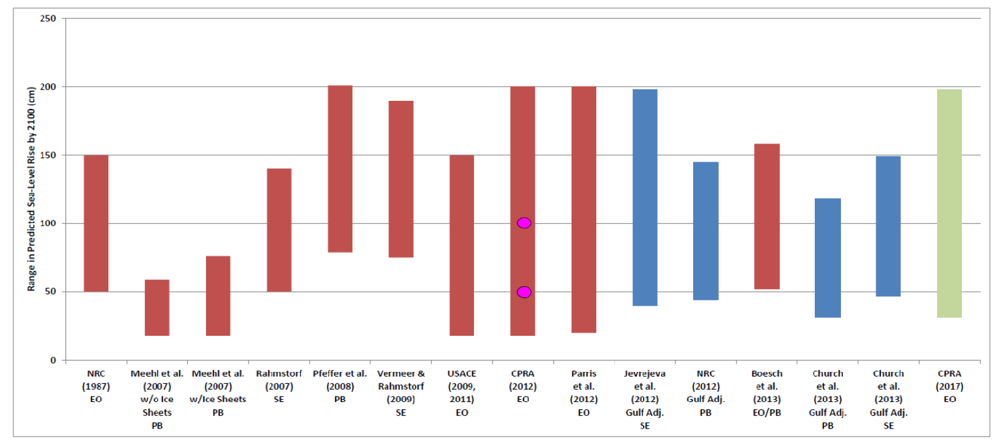 Range in Predicted Sea-Level Rise by 2100 (cm)
250
200
150
100
50
0
NRC
(1987)
EO
Meehl et al.
(2007)
w/o Ice
Sheets
PB
Meehl et al.
(2007)
w/Ice Sheets
PB
Rahmstorf
(2007)
SE
Pfeffer et al.
(2008)
PB
Vermeer &
Rahmstorf
(2009)
SE
USACE
(2009,
2011)
EO
CPRA
(2012)
EO
Parris
et al.
(2012)
EO
Jevrejeva
et al.
(2012)
Gulf Adj.
SE
NRC
(2012)
Gulf Adj.
PB
Boesch
et al.
(2013)
EO/PB
Church
et al.
(2013)
Gulf Adj.
PB
Church
et al.
(2013)
Gulf Adj.
SE
CPRA
(2017)
EO